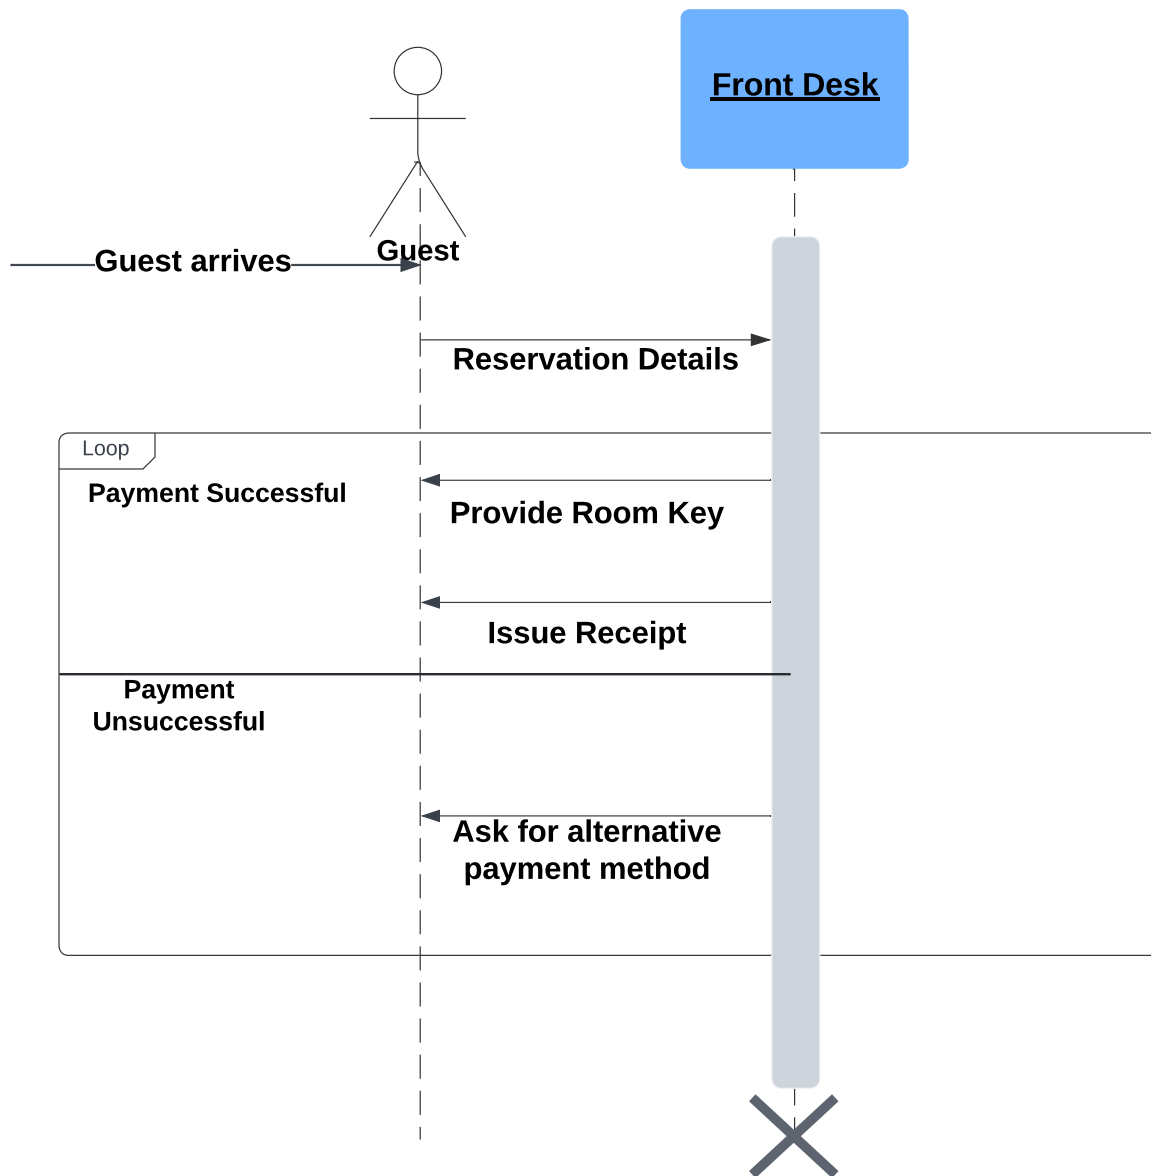 Front Desk
Guest
Guest arrives
Reservation Details
Loop
Payment Successful
Provide Room Key
Issue Receipt
Payment
Unsuccessful
Ask for alternative
payment method